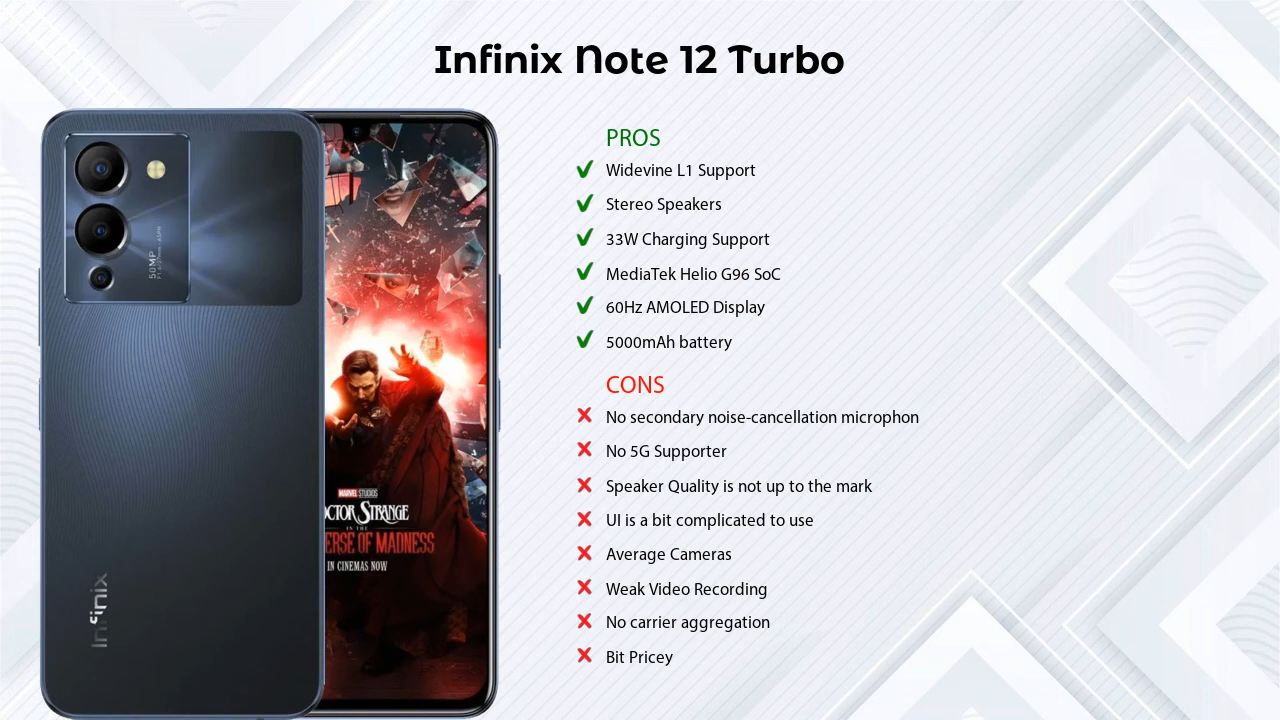 Infinix Note 12 Turbo
50MP
Infinix
MARVEL STUDIOS
OCTOR STRANGE
IN THE
ERSE OF MADNESS
IN CINEMAS NOW
PROS
Widevine L1 Support
Stereo Speakers
33W Charging Support
MediaTek Helio G96 SoC
60Hz AMOLED Display
5000mAh battery
CONS
No secondary noise-cancellation microphon
No 5G Supporter
Speaker Quality is not up to the mark
UI is a bit complicated to use
Average Cameras
Weak Video Recording
No carrier aggregation
Bit Pricey